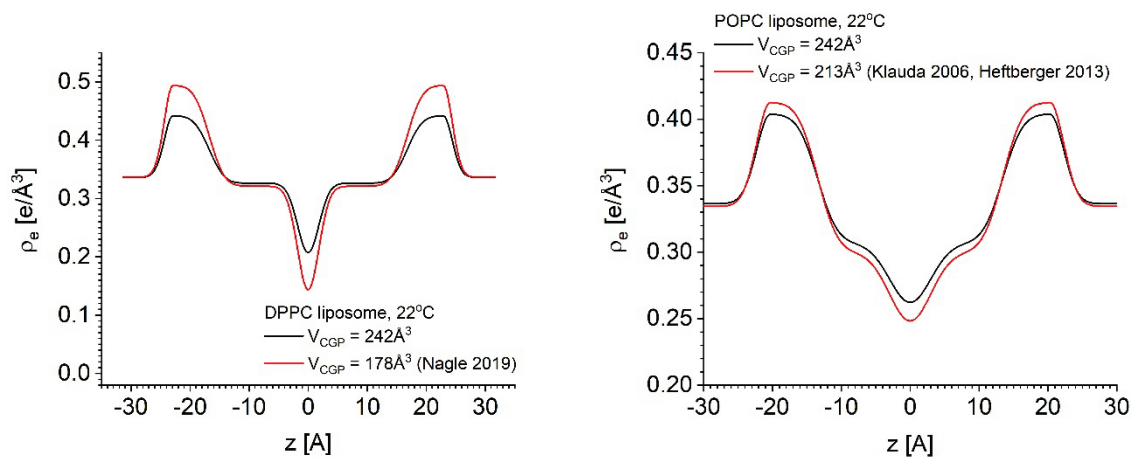 0.5
0.4
0.3
0.2
0.1
0.0
ρe [e/Å³]
DPPC liposome, 22°C
VCGP = 242Å³
VCGP = 178Å³ (Nagle 2019)
-30 -20 -10 0 10 20 30
z [A]
POPC liposome, 22°C
VCGP = 242Å³
VCGP = 213Å³ (Klauda 2006, Heftberger 2013)
0.45
0.40
0.35
0.30
0.25
0.20
ρe [e/Å³]
-30 -20 -10 0 10 20 30
z [A]